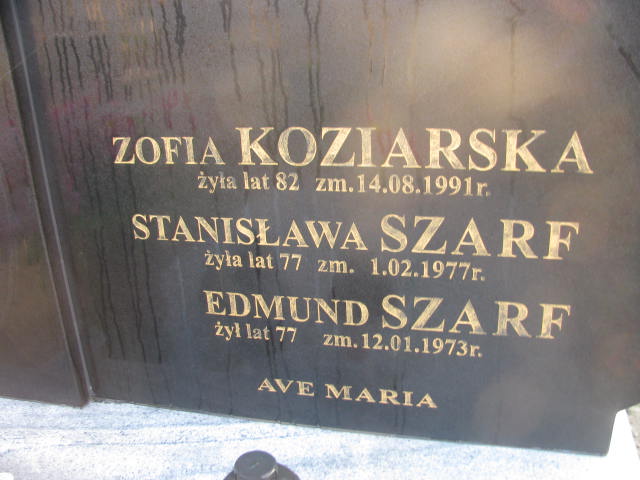 ZOFIA KOZIARSKA
żyła lat 82 zm. 14.08.1991r.
STANISŁAWA SZARF
żyła lat 77 zm. 1.02.1977r.
EDMUND SZARF
żył lat 77 zm. 12.01.1973r.
AVE MARIA